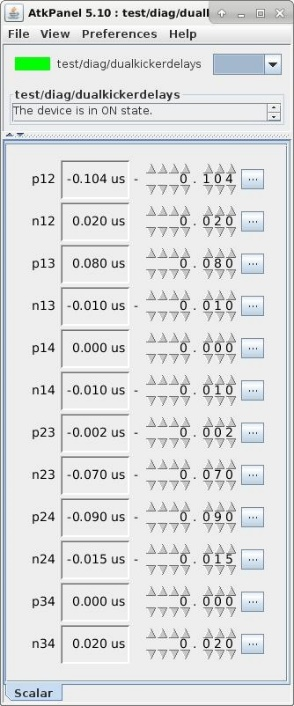 AtkPanel 5.10 : test/diag/duall
File View Preferences Help
test/diag/dualkickerdelays
test/diag/dualkickerdelays
The device is in ON state.
p12 -0.104 us - 0.104 ...
n12 0.020 us 0.020 ...
p13 0.080 us 0.080 ...
n13 -0.010 us - 0.010 ...
p14 0.000 us 0.000 ...
n14 -0.010 us - 0.010 ...
p23 -0.002 us - 0.002 ...
n23 -0.070 us - 0.070 ...
p24 -0.090 us - 0.090 ...
n24 -0.015 us - 0.015 ...
p34 0.000 us 0.000 ...
n34 0.020 us 0.020 ...
Scalar